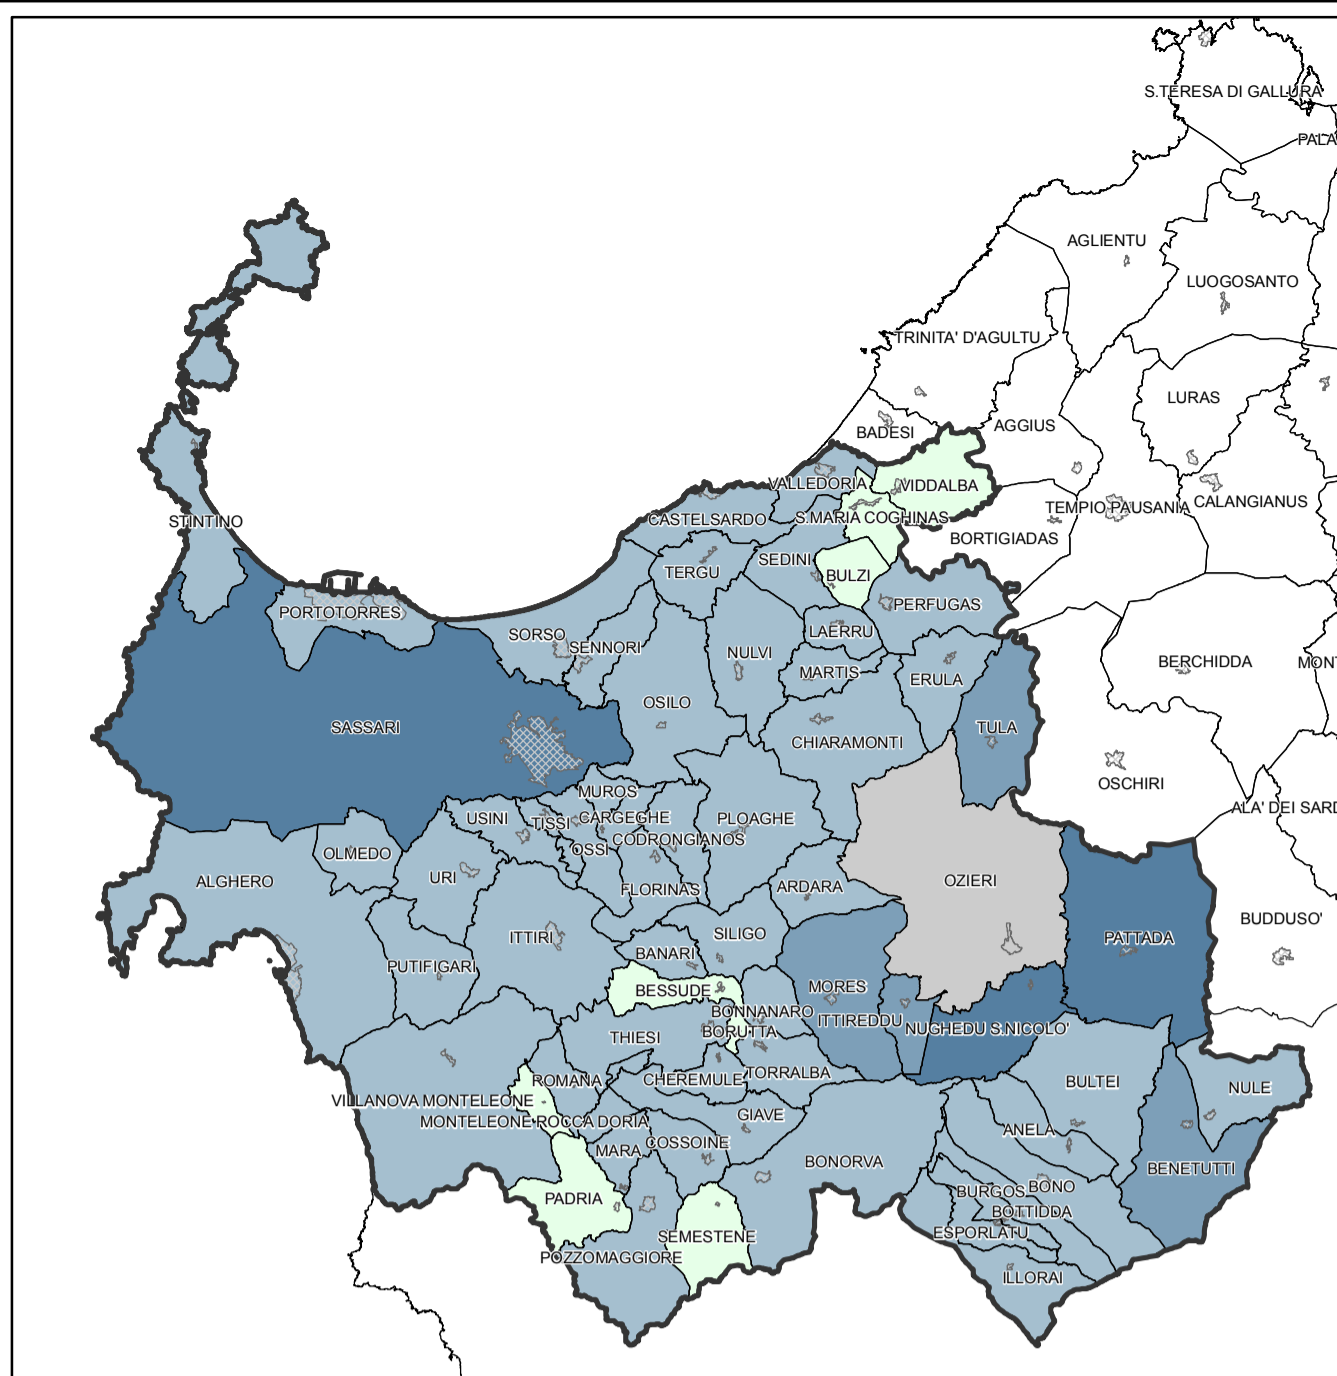 S.TERESA DI GALLURA
PALA
AGLIENTU
LUOGOSANTO
TRINITA' D'AGULTU
LURAS
AGGIUS
BADESI
VALLEDORIA
VIDDALBA
CALANGIANUS
TEMPIO PAUSANIA
S.MARIA COGHINAS
CASTELSARDO
STINTINO
BORTIGIADAS
SEDINI
TERGU
BULZI
PERFUGAS
PORTOTORRES
LAERRU
SORSO
SENNORI
NULVI
BERCHIDDA
MONT
MARTIS
ERULA
OSILO
SASSARI
TULA
CHIARAMONTI
OSCHIRI
MUROS
ALA' DEI SARD
USINI
TISSI
CARGEGHE
PLOAGHE
CODRONGIANOS
OSSI
OLMEDO
URI
ALGHERO
OZIERI
ARDARA
FLORINAS
BUDDUSO'
ITTIRI
SILIGO
PATTADA
BANARI
PUTIFIGARI
MORES
BESSUDE
BONNANARO
ITTIREDDU
NUGHEDU S.NICOLO'
BORUTTA
THIESI
TORRALBA
ROMANA
CHEREMULE
BULTEI
NULE
VILLANOVA MONTELEONE
GIAVE
MONTELEONE ROCCA DORIA
ANELA
COSSOINE
MARA
BONORVA
BENETUTTI
BONO
BURGOS
PADRIA
BOTTIDDA
ESPORLATU
SEMESTENE
POZZOMAGGIORE
ILLORAI